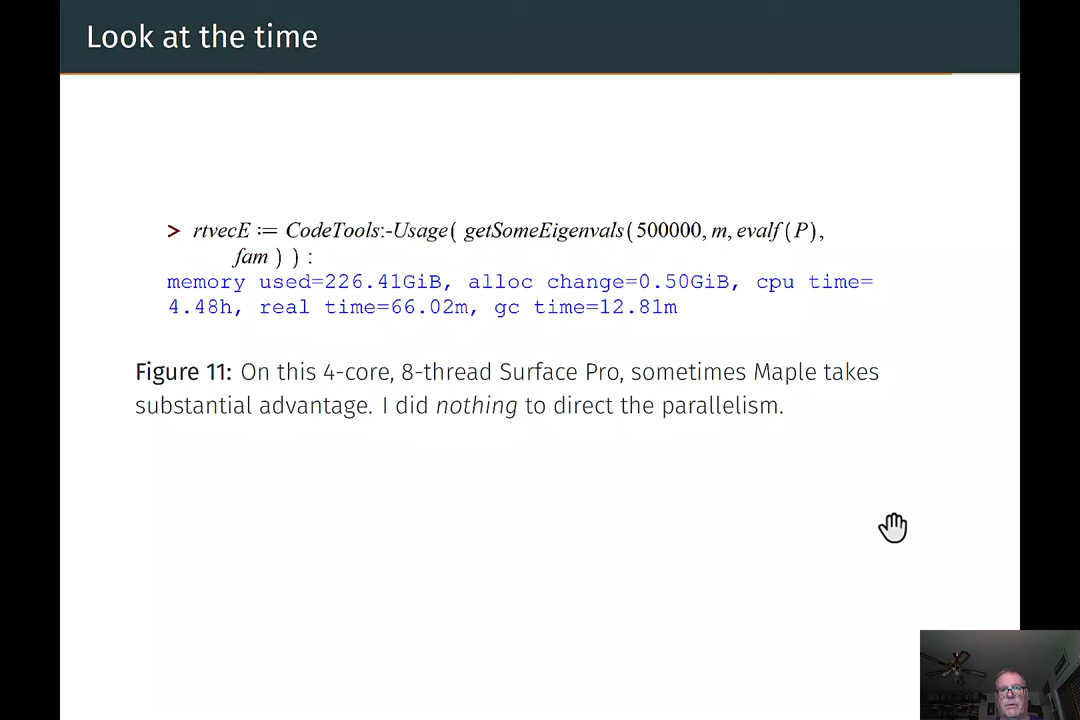 Look at the time
> rtvecE := CodeTools:-Usage( getSomeEigenvals(500000, m, evalf(P),
fam ) ) :
memory used=226.41GiB, alloc change=0.50GiB, cpu time=
4.48h, real time=66.02m, gc time=12.81m
Figure 11: On this 4-core, 8-thread Surface Pro, sometimes Maple takes
substantial advantage. I did nothing to direct the parallelism.